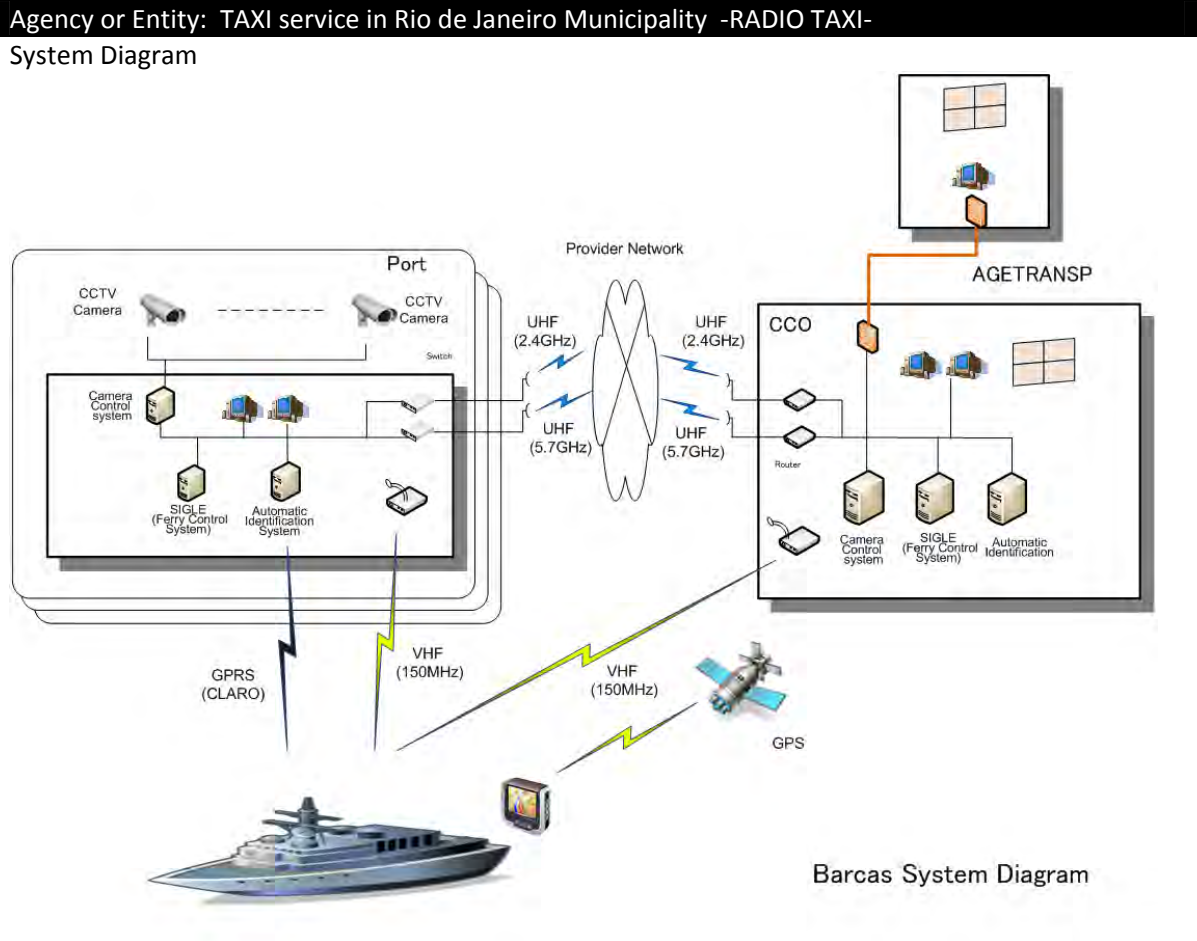 Agency or Entity:  TAXI service in Rio de Janeiro Municipality  -RADIO TAXI-
System Diagram
AGETRANSP
Provider Network
Port
CCTV
Camera
CCTV
Camera
Switch
Camera
Control
system
SIGLE
(Ferry Control
System)
Automatic
Identification
System
UHF
(2.4GHz)
UHF
(5.7GHz)
UHF
(2.4GHz)
UHF
(5.7GHz)
CCO
Router
Camera
Control
system
SIGLE
(Ferry Control
System)
Automatic
Identification
GPRS
(CLARO)
VHF
(150MHz)
VHF
(150MHz)
GPS
Barcas System Diagram